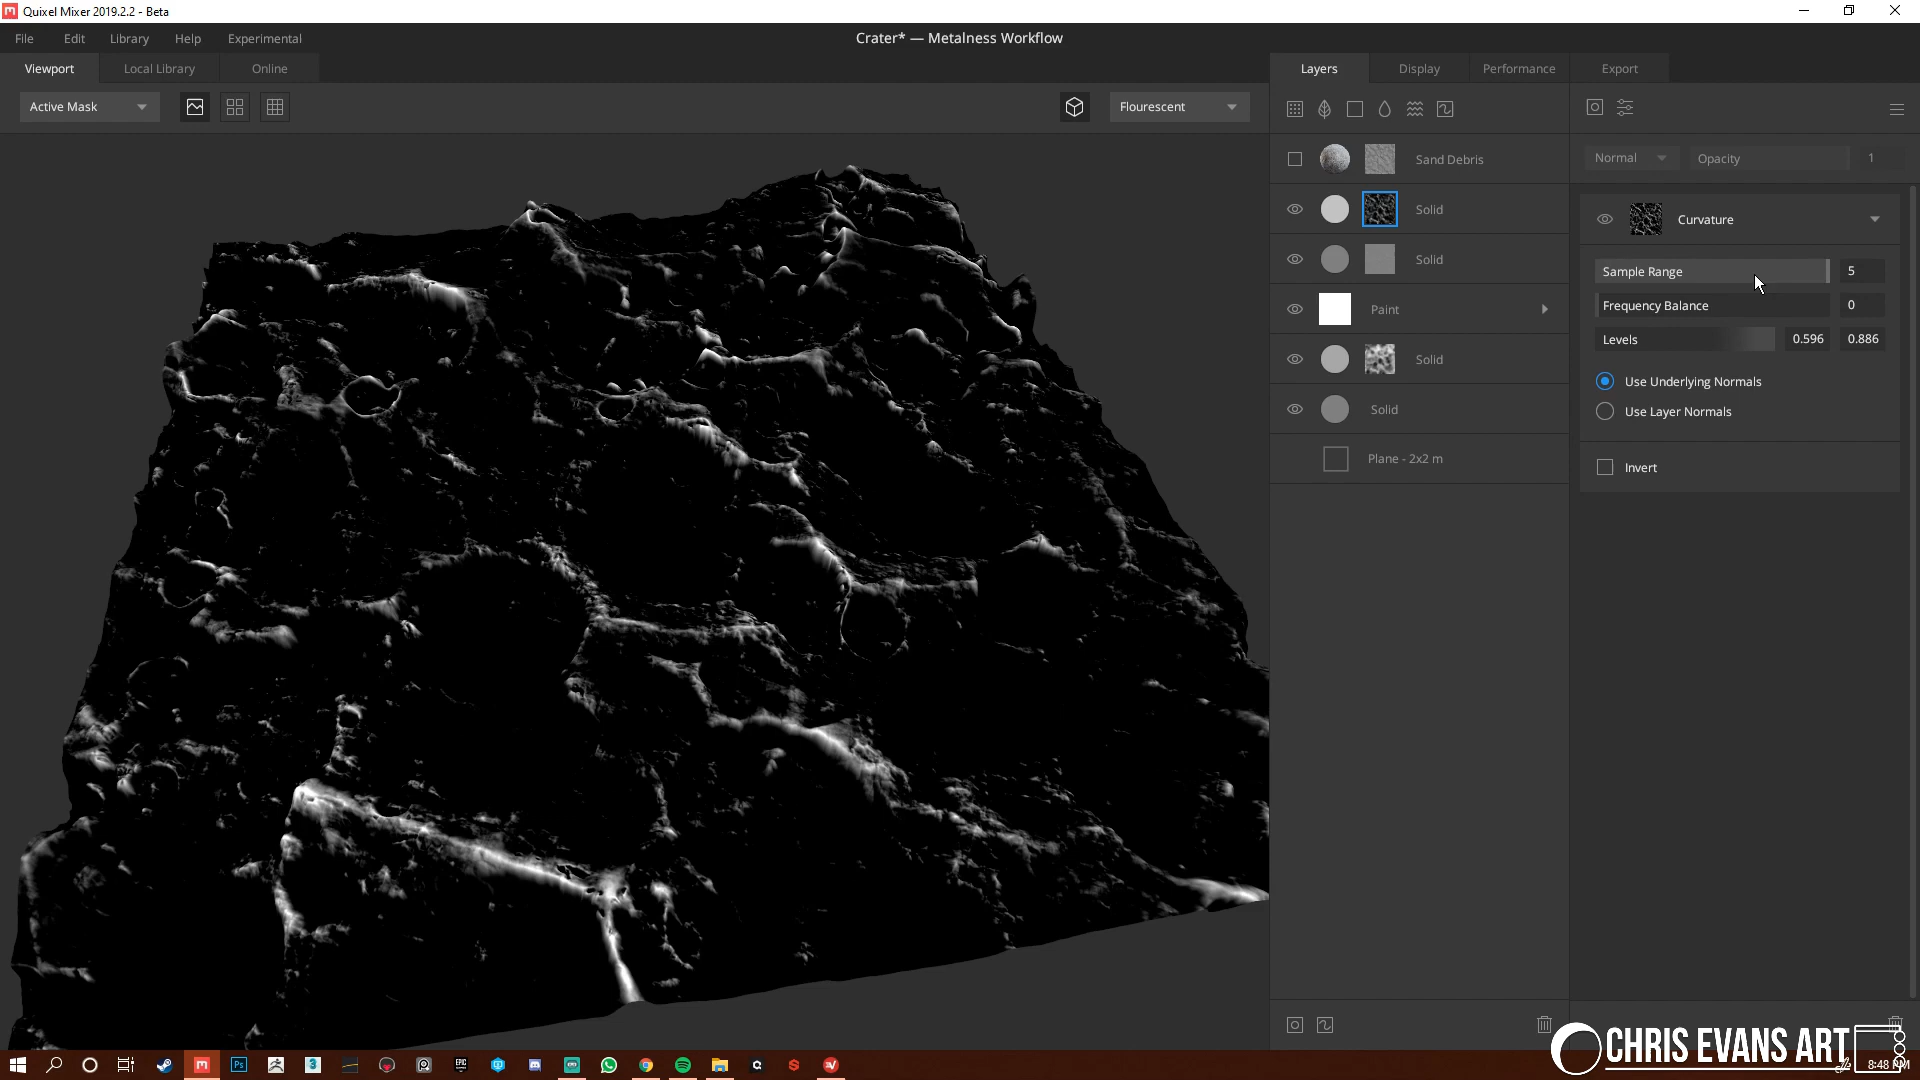 Quixel Mixer 2019.2.2 - Beta
File Edit Library Help Experimental
Crater* — Metalness Workflow
Viewport Local Library Online
Layers Display Performance Export
Active Mask
Flourescent
Sand Debris
Normal Opacity 1
Solid
Curvature
Solid
Sample Range 5
Paint
Frequency Balance 0
Levels 0.596 0.886
Solid
Use Underlying Normals
Solid
Use Layer Normals
Plane - 2x2 m
Invert
CHRIS EVANS ART
8:48 PM